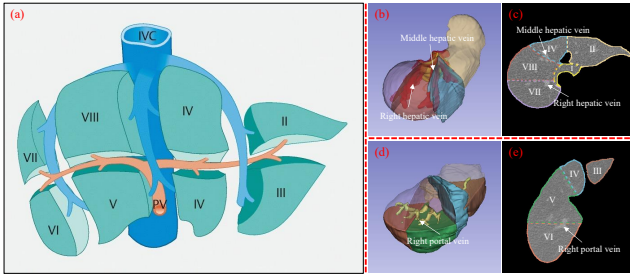 (a)
IVC
VIII
IV
II
VII
V
PV
IV
III
VI
(b)
Middle hepatic vein
Right hepatic vein
(c)
Middle hepatic vein
IV
II
VIII
I
VII
Right hepatic vein
(d)
Right portal vein
(e)
IV
III
V
VI
Right portal vein